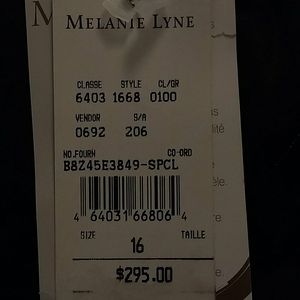 MELANIE LYNE
CLASSE STYLE CL/GR
6403 1668 0100
VENDOR S/A
0692 206
NO.FOURN CO-ORD
B8Z45E3849-SPCL
4 64031 66806 4
SIZE 16 TAILLE
$295.00